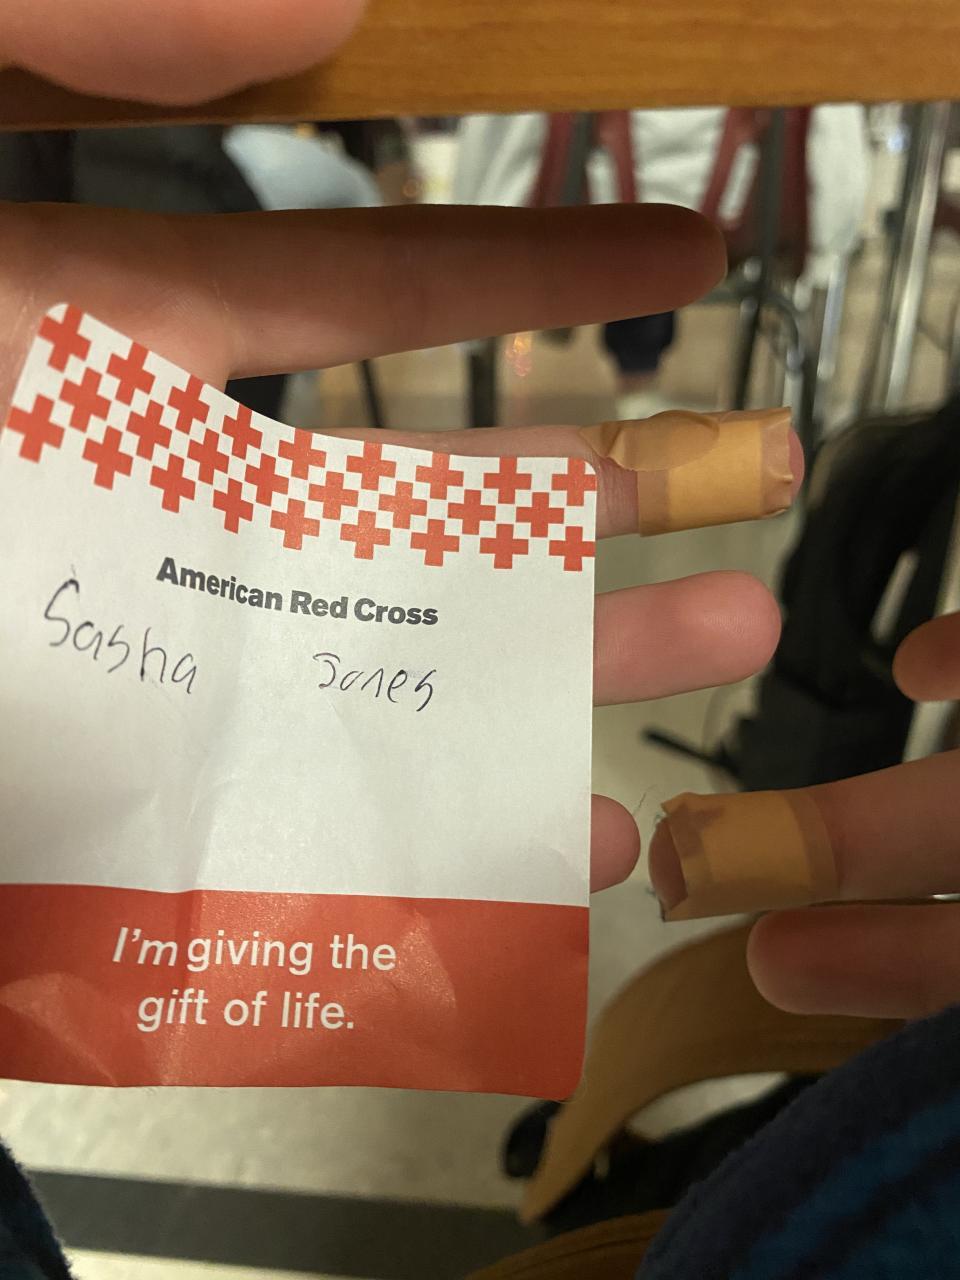 American Red Cross
Sasha Jones
I'm giving the
gift of life.